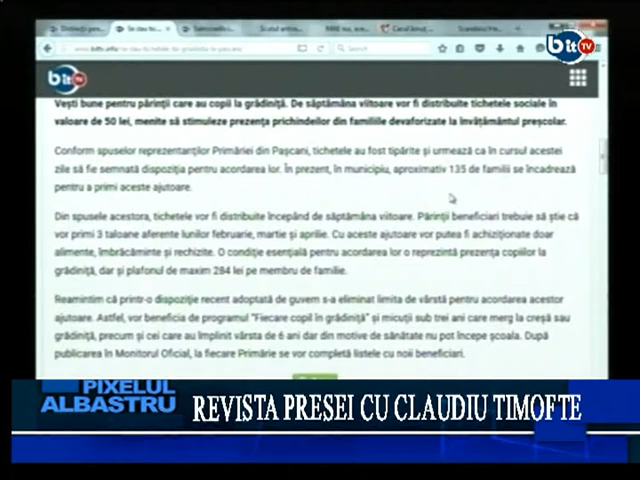 b1tv
b1tv
Vești bune pentru părinții care au copii la grădiniță. De săptămâna viitoare vor fi distribuite tichetele sociale în
valoare de 50 lei, menite să stimuleze prezența prichindeilor din familiile devaforizate la învățământul preșcolar.
Conform spuselor reprezentanților Primăriei din Pașcani, tichetele au fost tipărite și urmează ca în cursul acestei
zile să fie semnată dispoziția pentru acordarea lor. În prezent, în municipiu, aproximativ 135 de familii se încadrează
pentru a primi aceste ajutoare.
Din spusele acestora, tichetele vor fi distribuite începând de săptămâna viitoare. Părinții beneficiari trebuie să știe că
vor primi 3 taloane aferente lunilor februarie, martie și aprilie. Cu aceste ajutoare vor putea fi achiziționate doar
alimente, îmbrăcăminte și rechizite. O condiție esențială pentru acordarea lor o reprezintă prezența copiilor la
grădiniță, dar și plafonul de maxim 284 lei pe membru de familie.
Reamintim că printr-o dispoziție recent adoptată de guvern s-a eliminat limita de vârstă pentru acordarea acestor
ajutoare. Astfel, vor beneficia de programul "Fiecare copil în grădiniță" și micuții sub trei ani care merg la creșă sau
grădiniță, precum și cei care au împlinit vârsta de 6 ani dar din motive de sănătate nu pot începe școala. După
publicarea în Monitorul Oficial, la fiecare Primărie se vor completă listele cu noii beneficiari.
PIXELUL
ALBASTRU
REVISTA PRESEI CU CLAUDIU TIMOFTE